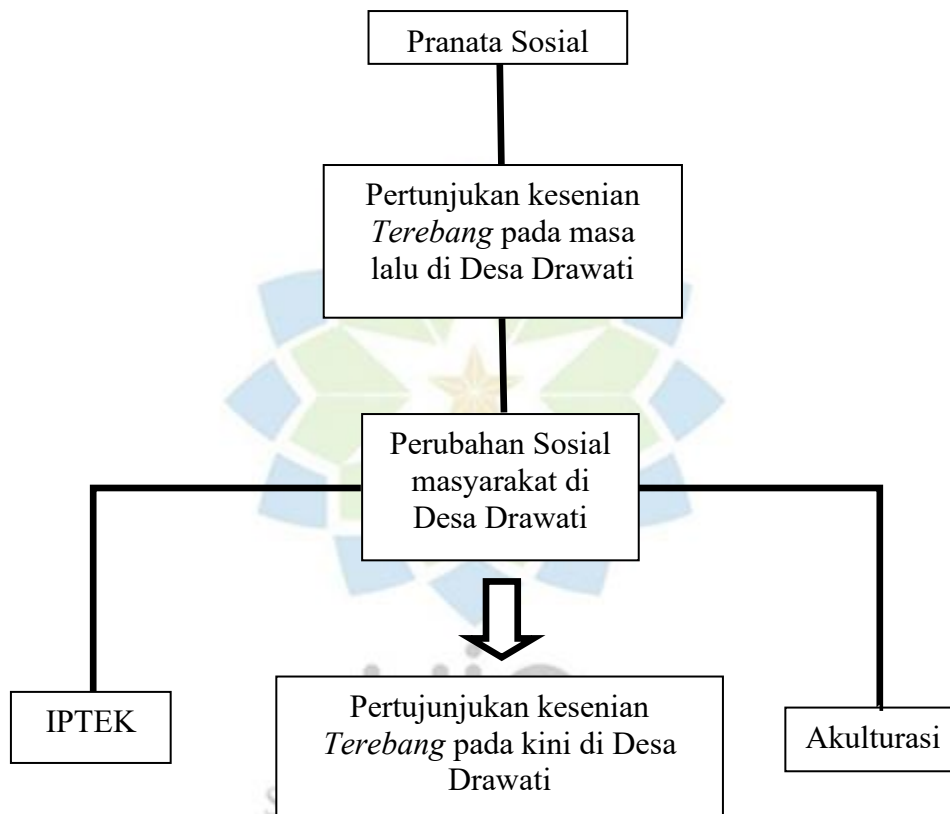 Pranata Sosial
Pertunjukan kesenian
Terebang pada masa
lalu di Desa Drawati
Perubahan Sosial
masyarakat di
Desa Drawati
IPTEK
Pertujunjukan kesenian
Terebang pada kini di Desa
Drawati
Akulturasi